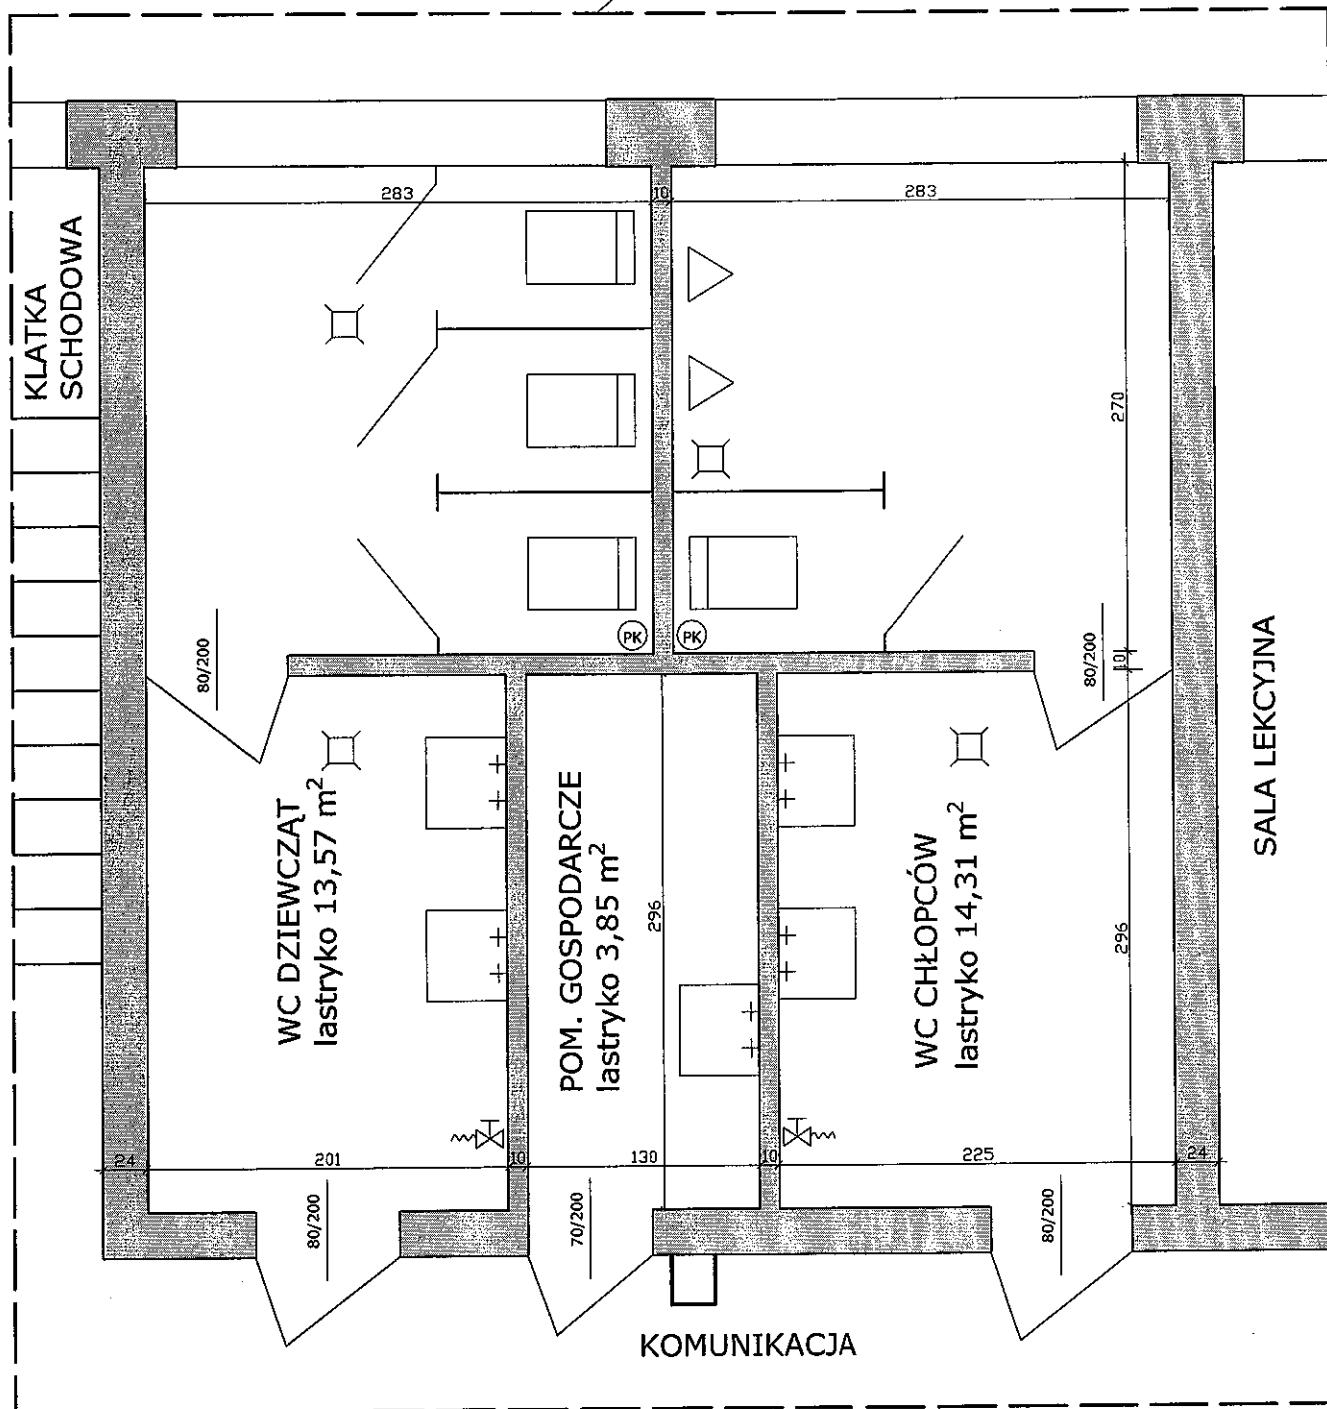 283
10
283
KLATKA
SCHODOWA
270
80/200
PK
PK
80/200
10
SALA LEKCYJNA
WC DZIEWCZĄT
lastryko 13,57 m²
POM. GOSPODARCZE
lastryko 3,85 m²
296
WC CHŁOPCÓW
lastryko 14,31 m²
296
24
201
10
130
10
225
24
80/200
70/200
80/200
KOMUNIKACJA